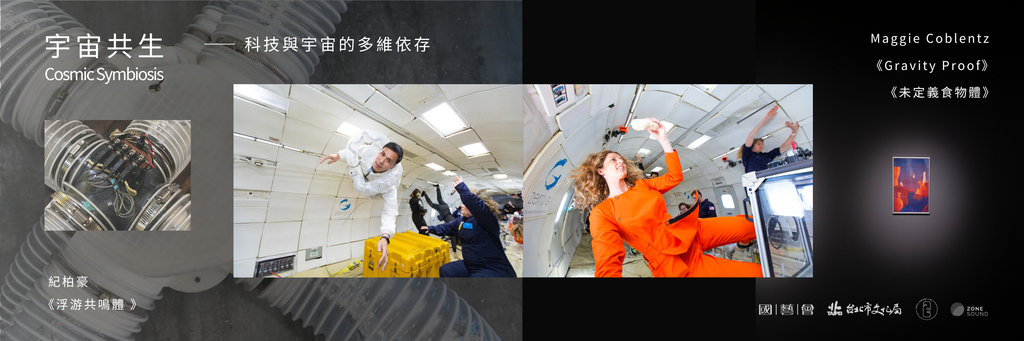 宇宙共生
科技與宇宙的多維依存
Cosmic Symbiosis
紀柏豪
《浮游共鳴體 》
Maggie Coblentz
《Gravity Proof》
《未定義食物體》
zero
國|藝|會
台北市文化局
ZONE
SOUND